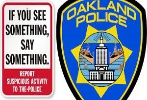 IF YOU SEE
SOMETHING,
SAY
SOMETHING.
REPORT
SUSPICIOUS ACTIVITY
TO THE POLICE
OAKLAND
POLICE